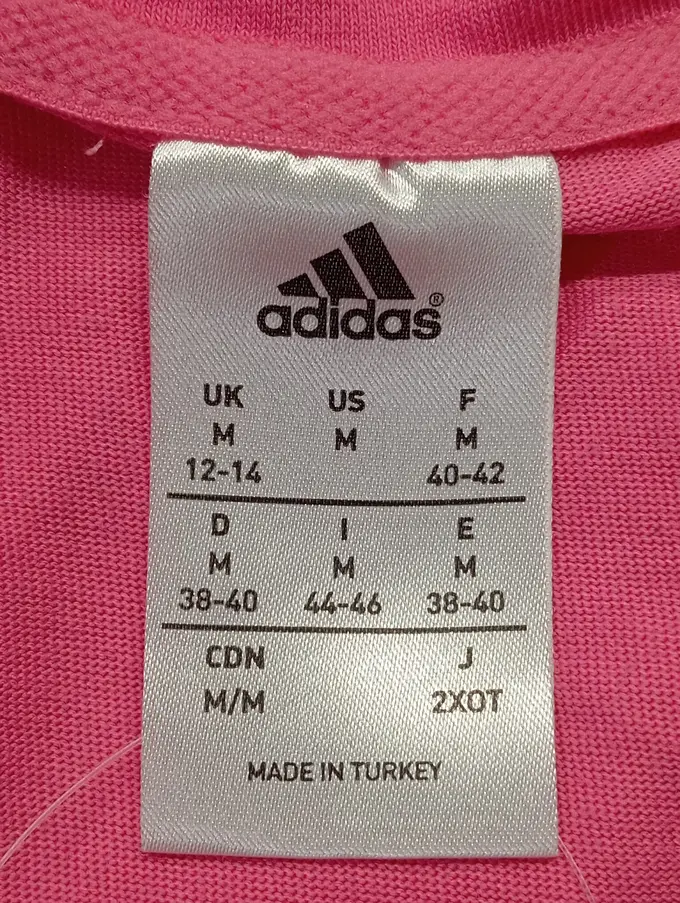 adidas®
UK US F
M M M
12-14 40-42
D I E
M M M
38-40 44-46 38-40
CDN J
M/M 2XOT
MADE IN TURKEY